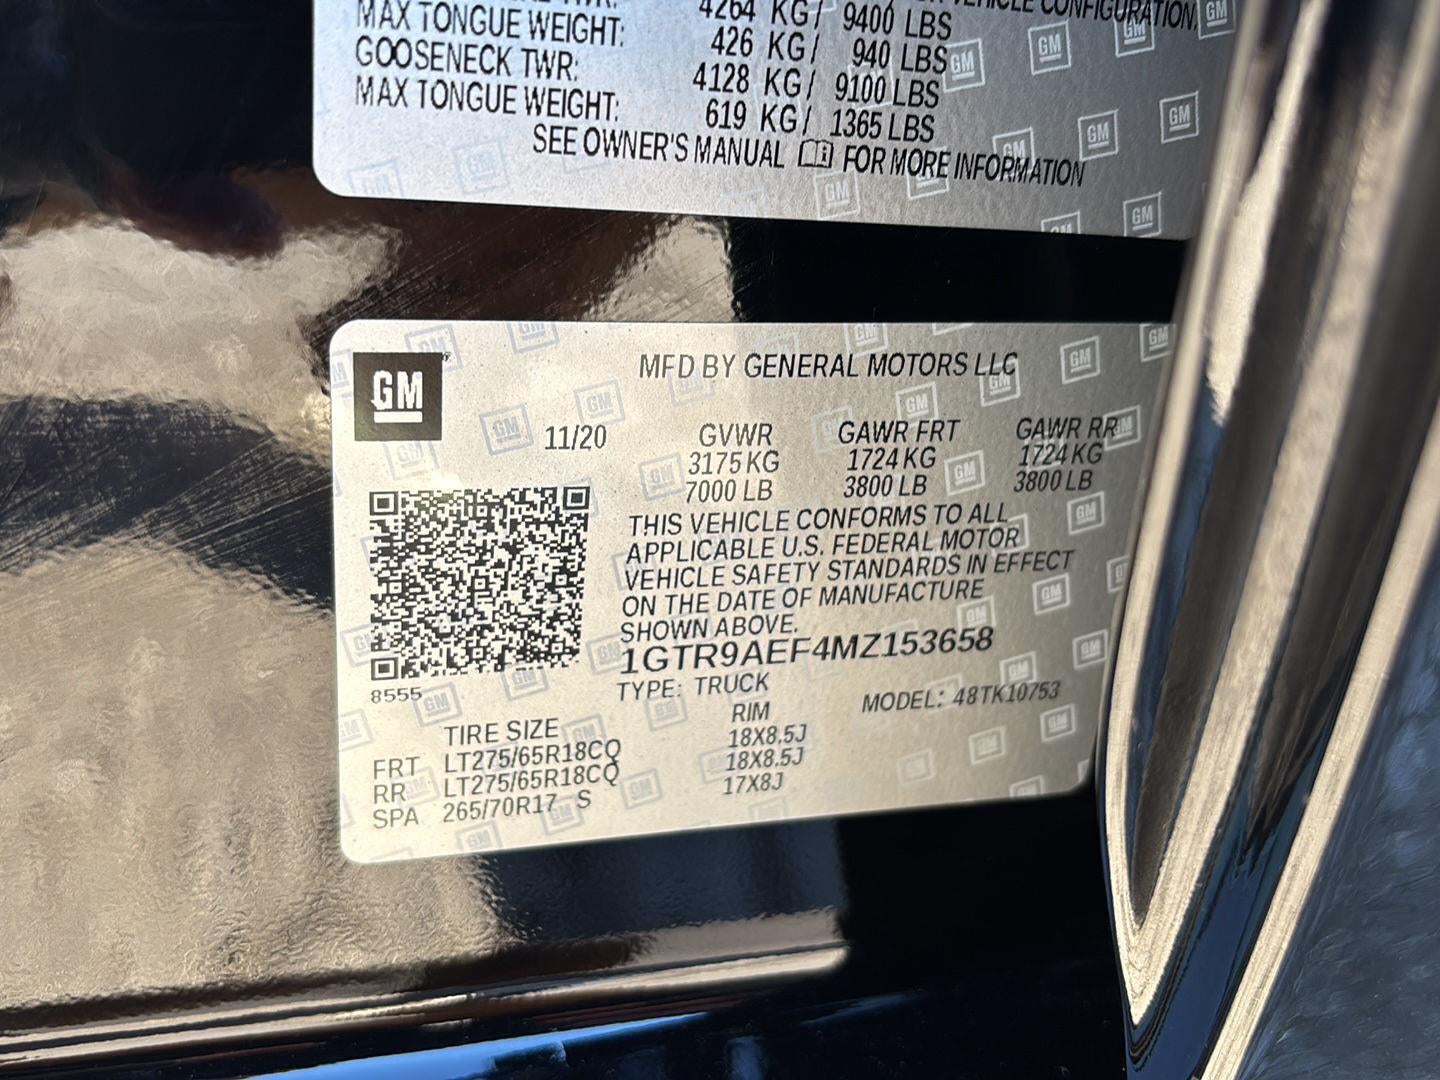 TWR: 4264 KG/ 9400 LBS VEHICLE CONFIGURATION.
MAX TONGUE WEIGHT: 426 KG/ 940 LBS
GOOSENECK TWR: 4128 KG/ 9100 LBS
MAX TONGUE WEIGHT: 619 KG/ 1365 LBS
SEE OWNER'S MANUAL FOR MORE INFORMATION
GM
MFD BY GENERAL MOTORS LLC
11/20 GVWR GAWR FRT GAWR RR
3175 KG 1724 KG 1724 KG
7000 LB 3800 LB 3800 LB
THIS VEHICLE CONFORMS TO ALL
APPLICABLE U.S. FEDERAL MOTOR
VEHICLE SAFETY STANDARDS IN EFFECT
ON THE DATE OF MANUFACTURE
SHOWN ABOVE.
1GTR9AEF4MZ153658
8555
TYPE: TRUCK MODEL: 48TK10753
TIRE SIZE RIM
FRT LT275/65R18CQ 18X8.5J
RR LT275/65R18CQ 18X8.5J
SPA 265/70R17 S 17X8J